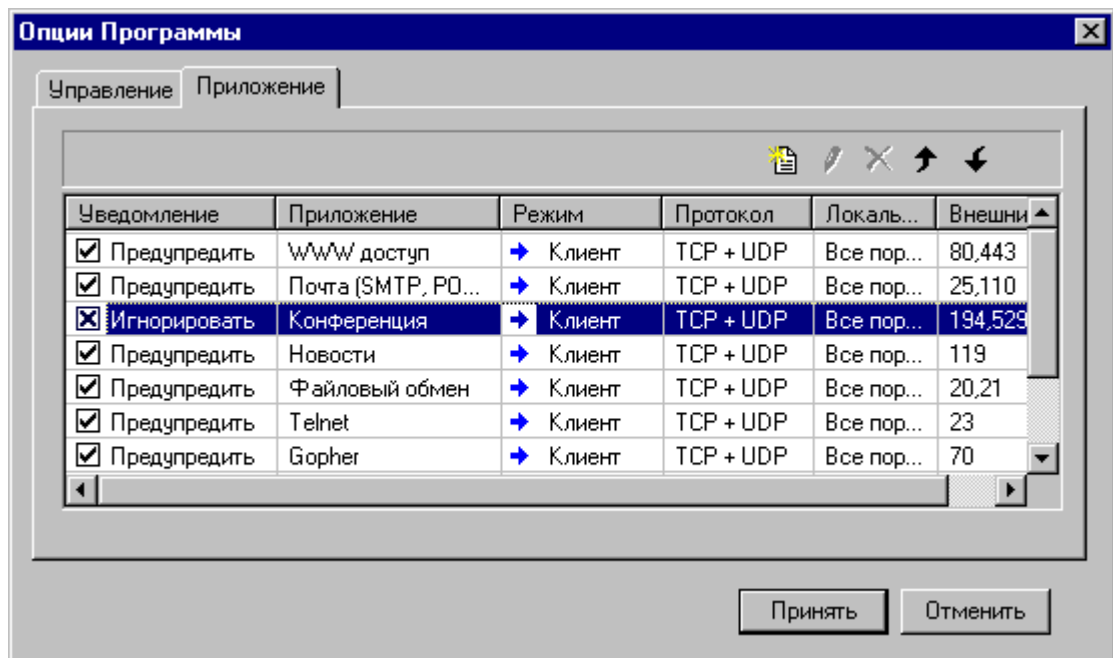 Опции Программы
Управление Приложение
Уведомление Приложение Режим Протокол Локаль... Внешни
Предупредить WWW доступ Клиент TCP + UDP Все пор... 80,443
Предупредить Почта (SMTP, PO... Клиент TCP + UDP Все пор... 25,110
Игнорировать Конференция Клиент TCP + UDP Все пор... 194,529
Предупредить Новости Клиент TCP + UDP Все пор... 119
Предупредить Файловый обмен Клиент TCP + UDP Все пор... 20,21
Предупредить Telnet Клиент TCP + UDP Все пор... 23
Предупредить Gopher Клиент TCP + UDP Все пор... 70
Принять Отменить